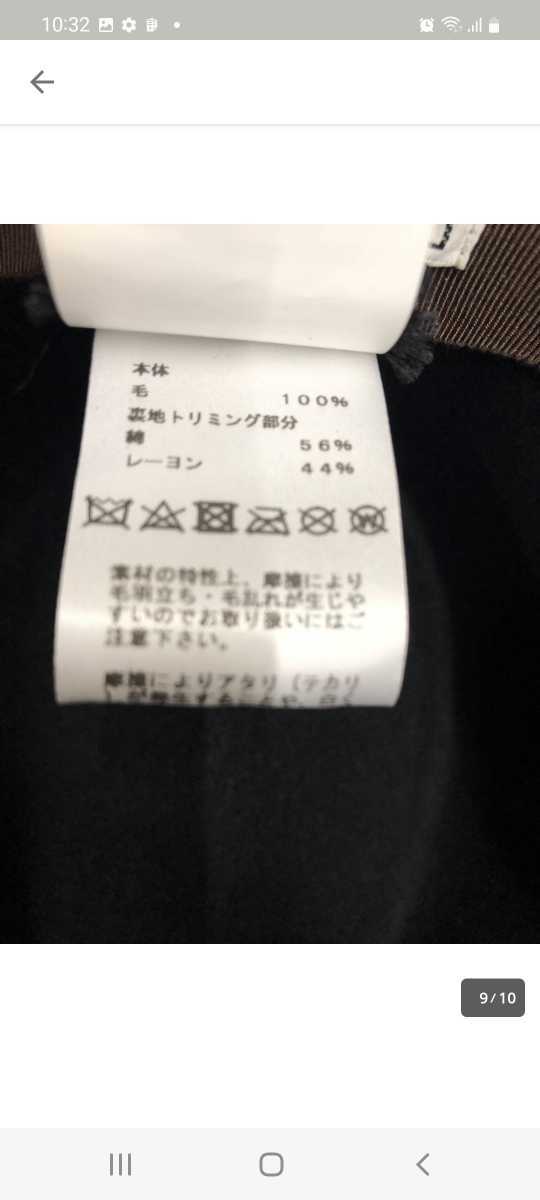 10:32
本体
毛 100%
裏地トリミング部分
綿 56%
レーヨン 44%
W
素材の特性上、摩擦により
毛羽立ち・毛乱れが生じや
すいのでお取り扱いにはご
注意下さい。
摩擦によりアタリ（テカリ
9/10